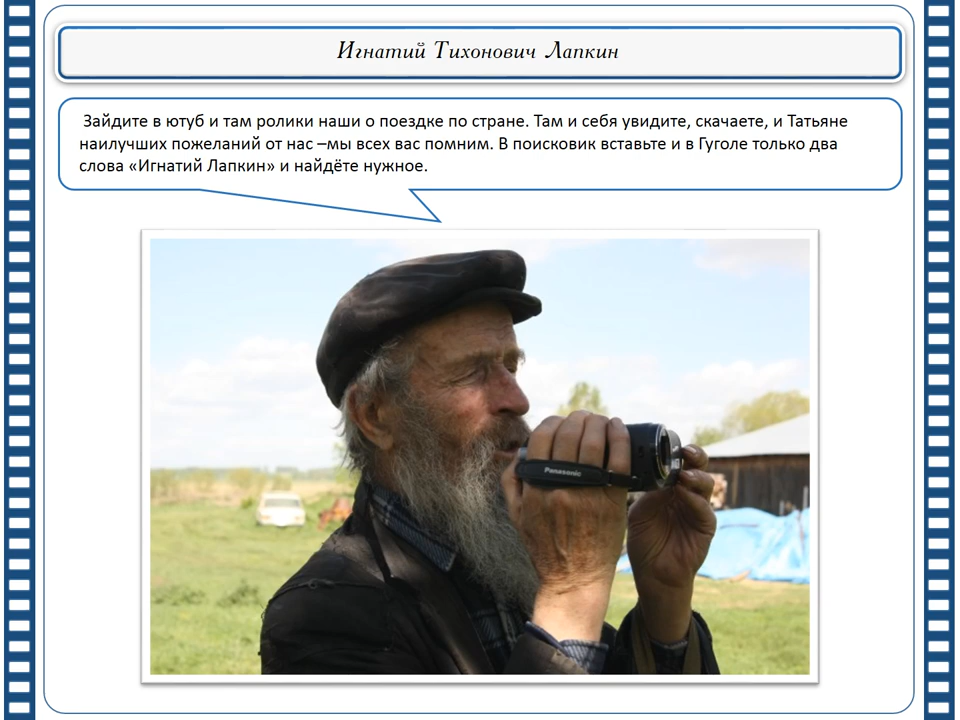 Игнатий Тихонович Лапкин
Зайдите в ютуб и там ролики наши о поездке по стране. Там и себя увидите, скачаете, и Татьяне
наилучших пожеланий от нас –мы всех вас помним. В поисковик вставьте и в Гуголе только два
слова «Игнатий Лапкин» и найдёте нужное.
Panasonic